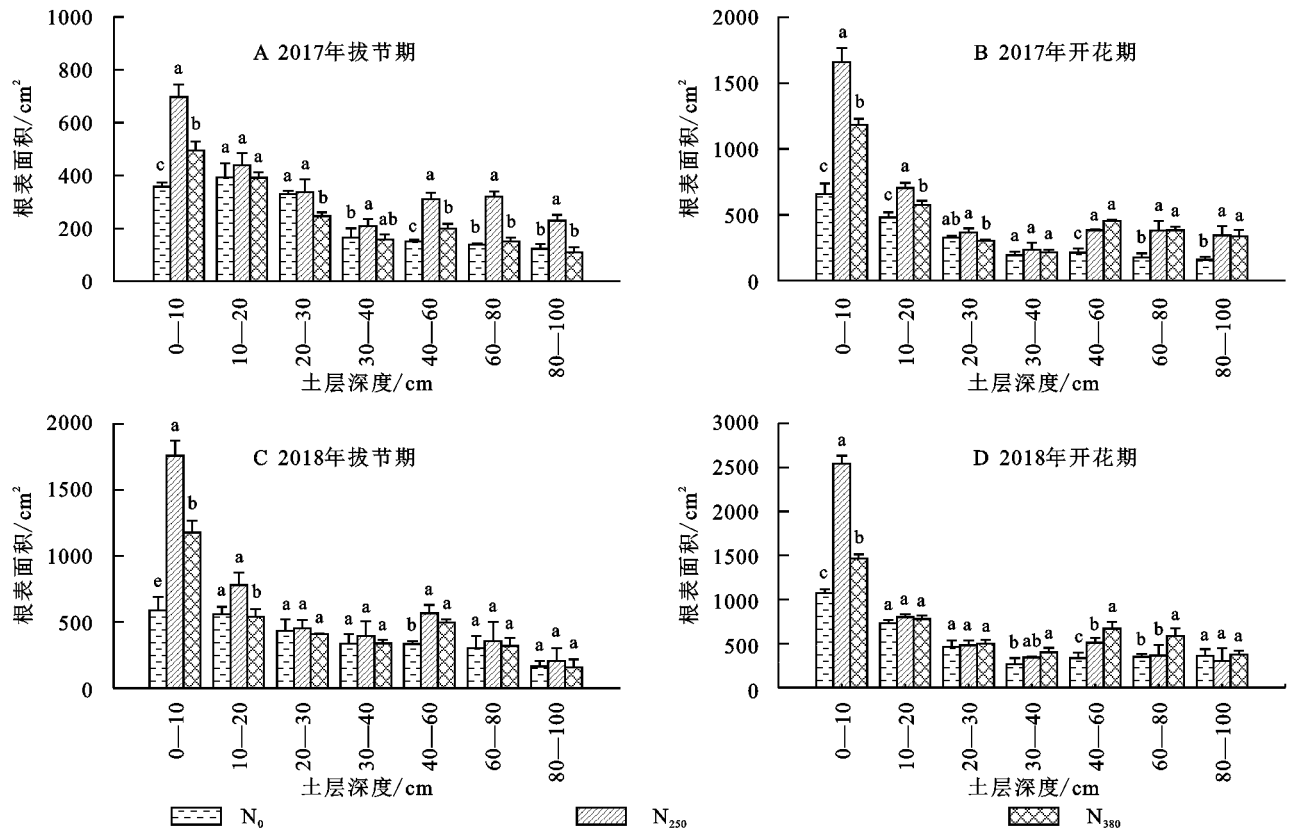 A 2017年拔节期
根表面积/cm²
1000
800
600
400
200
0
c a b
a a a
a a b
b a ab
c a b
b a b
b a b
0—10
10—20
20—30
30—40
40—60
60—80
80—100
土层深度/cm
B 2017年开花期
根表面积/cm²
2000
1500
1000
500
0
c a b
c a b
ab a b
a a a
c a a
b a a
b a a
0—10
10—20
20—30
30—40
40—60
60—80
80—100
土层深度/cm
C 2018年拔节期
根表面积/cm²
2000
1500
1000
500
0
e a b
a a b
a a a
a a a
b a a
a a a
a a a
0—10
10—20
20—30
30—40
40—60
60—80
80—100
土层深度/cm
D 2018年开花期
根表面积/cm²
3000
2500
2000
1500
1000
500
0
c a b
a a a
a a a
b ab a
c b a
b b a
a a a
0—10
10—20
20—30
30—40
40—60
60—80
80—100
土层深度/cm
N₀
N₂₅₀
N₃₈₀